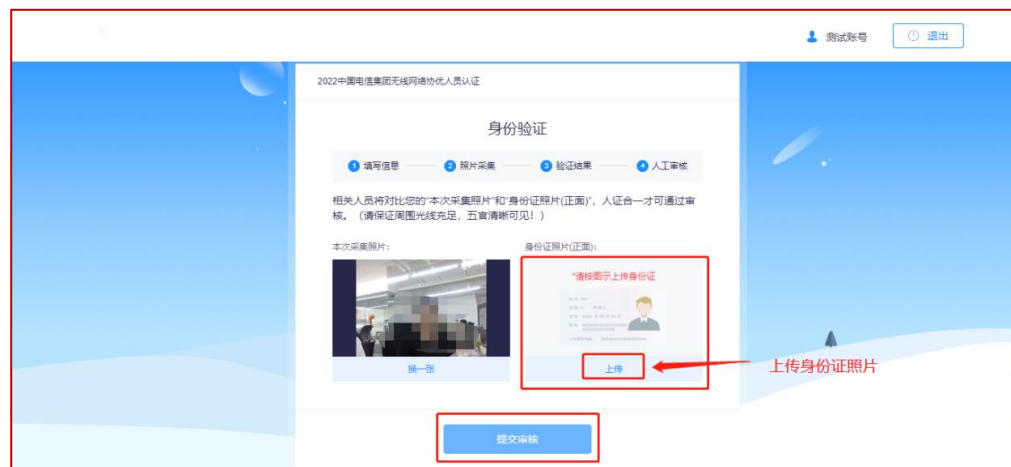 测试账号
退出
2022中国电信集团无线网络协优人员认证
身份验证
1 填写信息 2 照片采集 3 验证结果 4 人工审核
相关人员将对比您的“本次采集照片”和“身份证照片(正面)”，人证合一才可通过审
核。（请保证周围光线充足，五官清晰可见！）
本次采集照片：
身份证照片(正面)：
*请按图示上传身份证
换一张
上传
上传身份证照片
提交审核